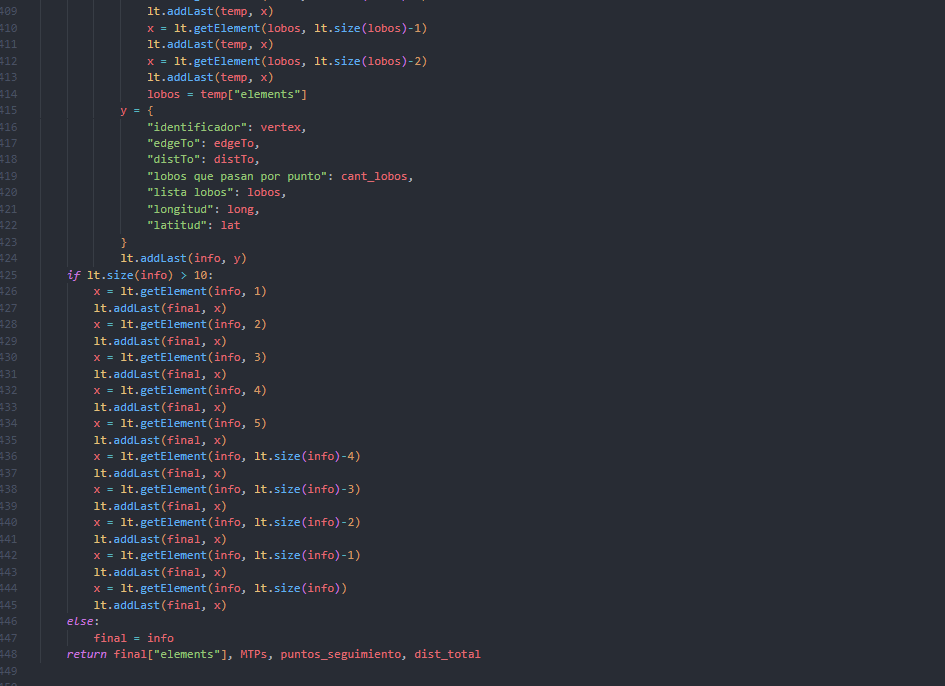 409 lt.addLast(temp, x)
410 x = lt.getElement(lobos, lt.size(lobos)-1)
411 lt.addLast(temp, x)
412 x = lt.getElement(lobos, lt.size(lobos)-2)
413 lt.addLast(temp, x)
414 lobos = temp["elements"]
415 y = {
416 "identificador": vertex,
417 "edgeTo": edgeTo,
418 "distTo": distTo,
419 "lobos que pasan por punto": cant_lobos,
420 "lista lobos": lobos,
421 "longitud": long,
422 "latitud": lat
423 }
424 lt.addLast(info, y)
425 if lt.size(info) > 10:
426 x = lt.getElement(info, 1)
427 lt.addLast(final, x)
428 x = lt.getElement(info, 2)
429 lt.addLast(final, x)
430 x = lt.getElement(info, 3)
431 lt.addLast(final, x)
432 x = lt.getElement(info, 4)
433 lt.addLast(final, x)
434 x = lt.getElement(info, 5)
435 lt.addLast(final, x)
436 x = lt.getElement(info, lt.size(info)-4)
437 lt.addLast(final, x)
438 x = lt.getElement(info, lt.size(info)-3)
439 lt.addLast(final, x)
440 x = lt.getElement(info, lt.size(info)-2)
441 lt.addLast(final, x)
442 x = lt.getElement(info, lt.size(info)-1)
443 lt.addLast(final, x)
444 x = lt.getElement(info, lt.size(info))
445 lt.addLast(final, x)
446 else:
447 final = info
448 return final["elements"], MTPs, puntos_seguimiento, dist_total
449